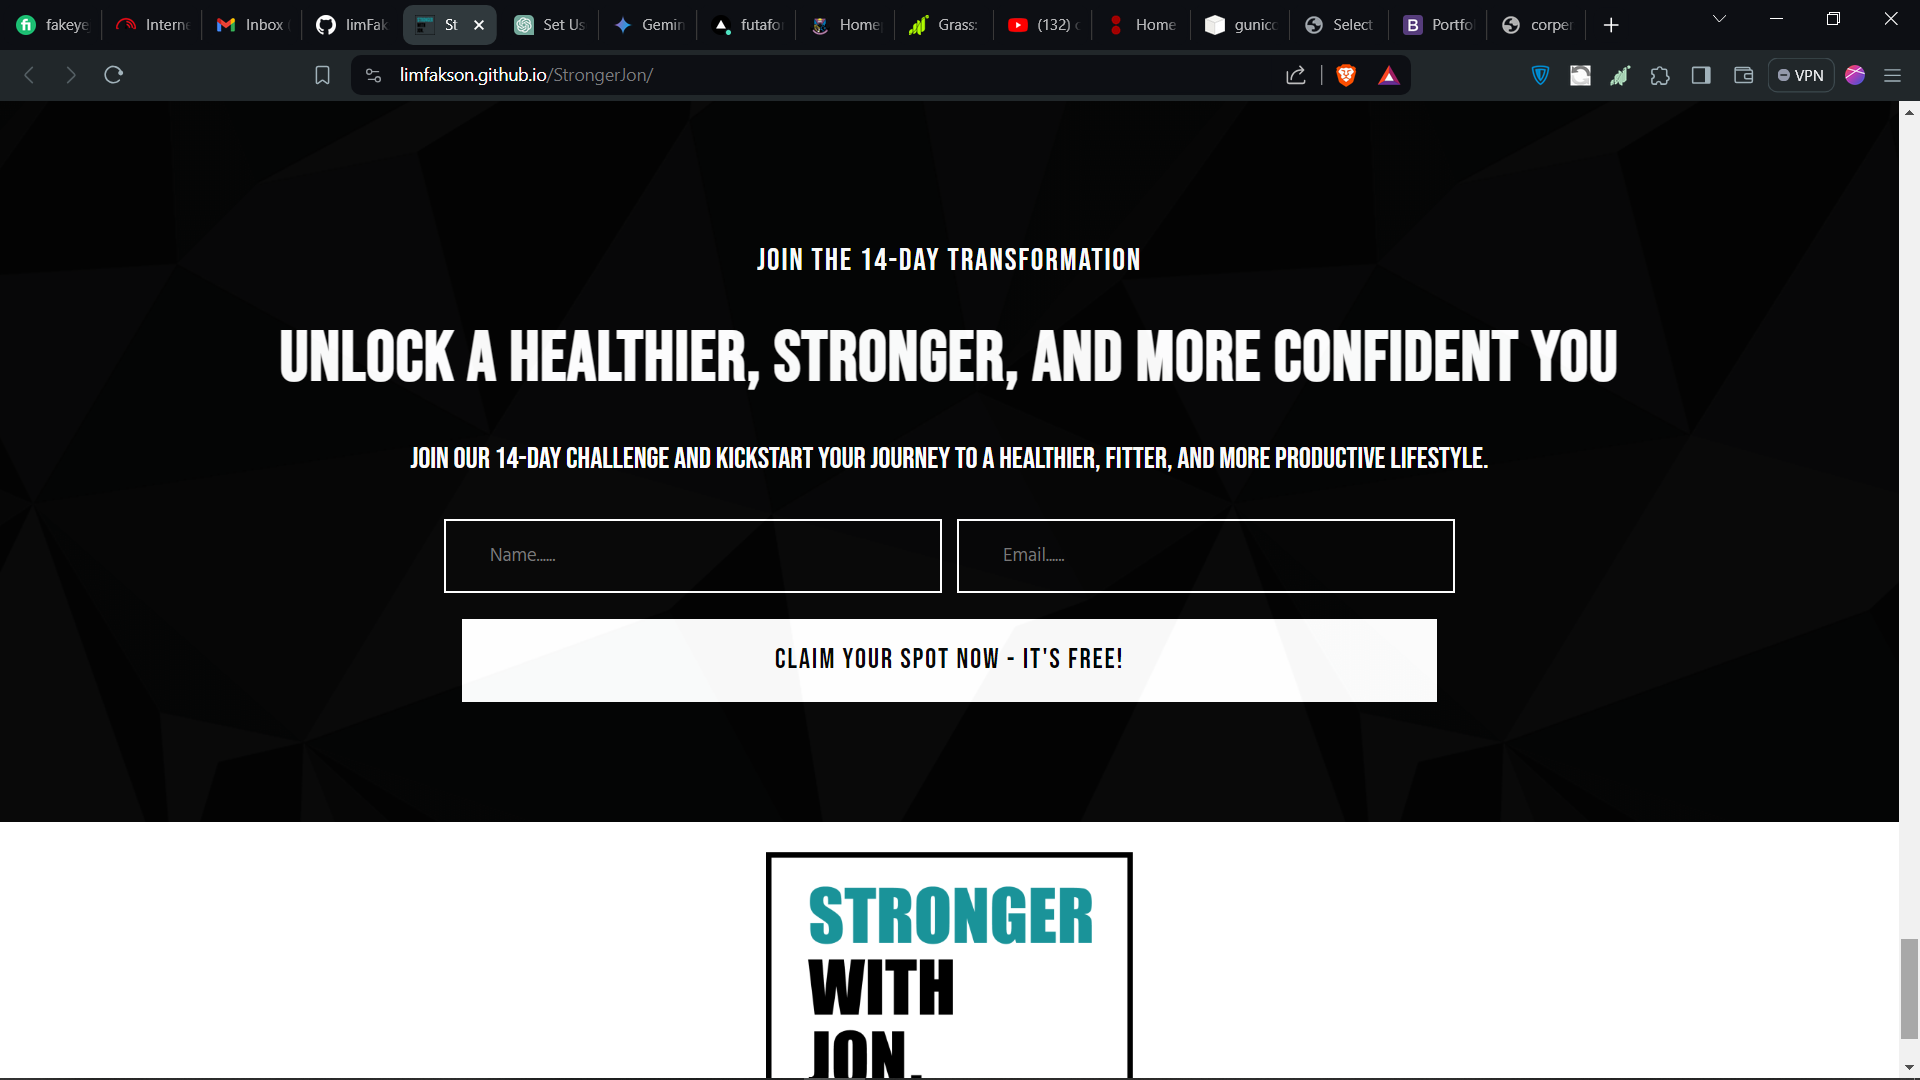 fakeye
Interne
Inbox
limFak
St
Set Us
Gemin
futafo
Home
Grass:
(132)
Home
gunico
Select
Portfo
corper
limfakson.github.io/StrongerJon/
VPN
JOIN THE 14-DAY TRANSFORMATION
UNLOCK A HEALTHIER, STRONGER, AND MORE CONFIDENT YOU
JOIN OUR 14-DAY CHALLENGE AND KICKSTART YOUR JOURNEY TO A HEALTHIER, FITTER, AND MORE PRODUCTIVE LIFESTYLE.
Name......
Email......
CLAIM YOUR SPOT NOW - IT'S FREE!
STRONGER
WITH
JON.